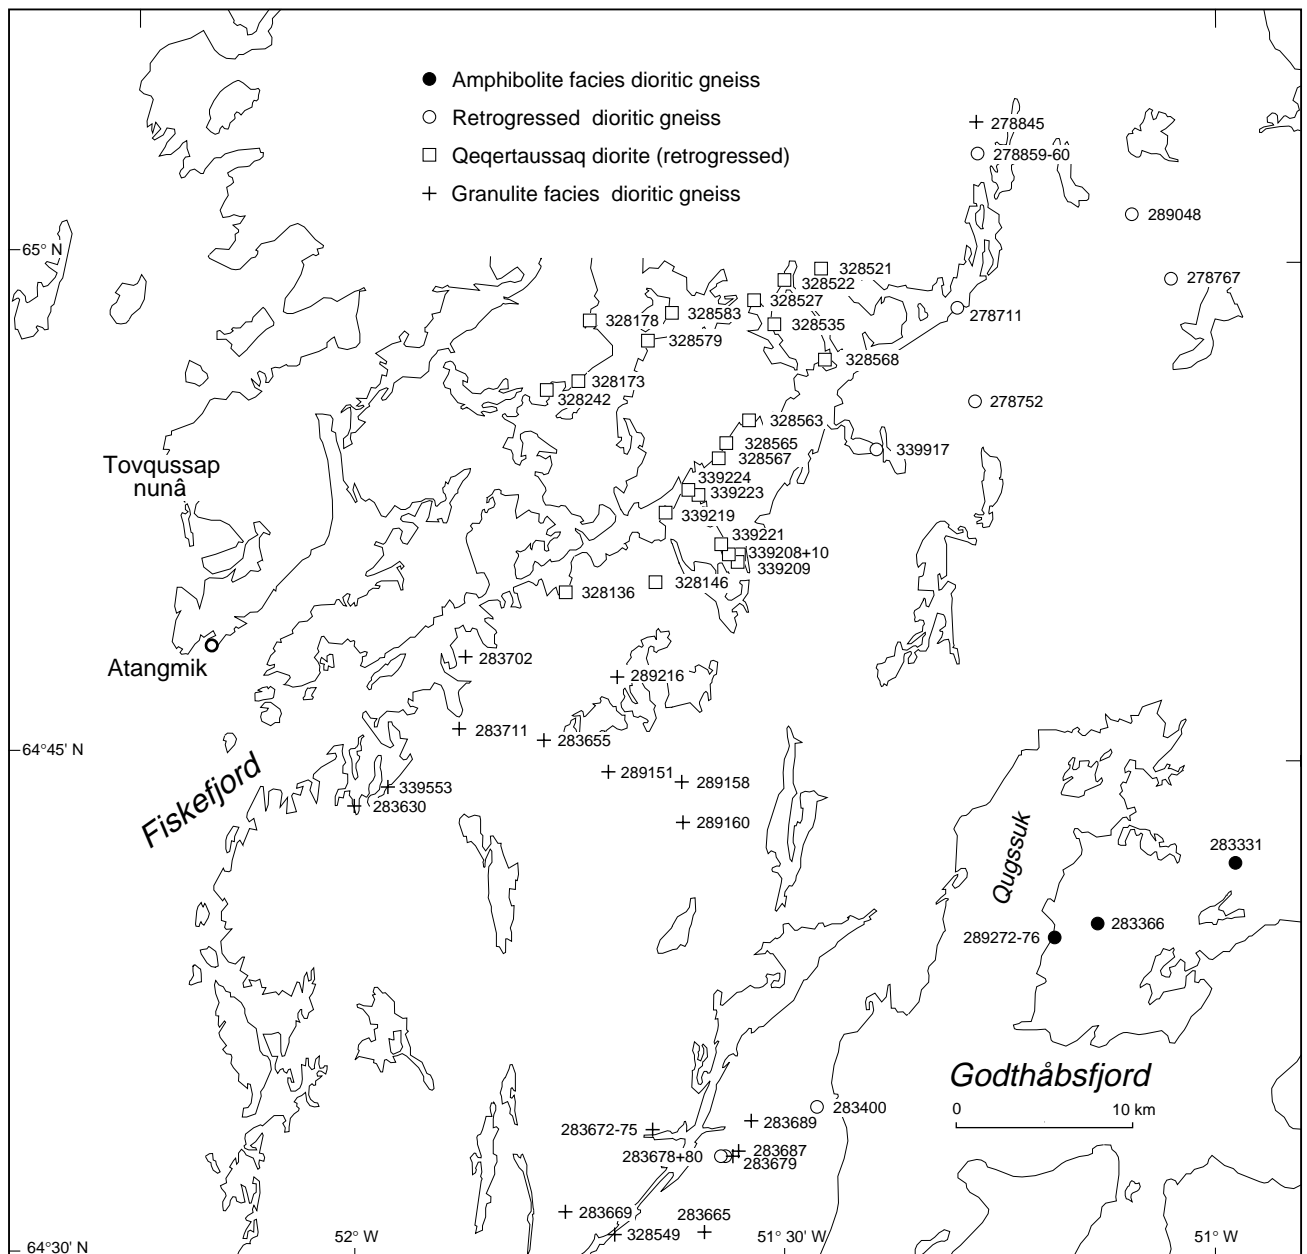 Amphibolite facies dioritic gneiss
Retrogressed dioritic gneiss
Qeqertaussaq diorite (retrogressed)
Granulite facies dioritic gneiss
278845
278859-60
289048
65° N
328521
328522
278767
328527
328583
278711
328178
328535
328579
328568
328173
328242
278752
328563
328565
339917
328567
Tovqussap
nunâ
339224
339223
339219
339221
339208+10
339209
328146
328136
283702
Atangmik
289216
283711
283655
64°45' N
289151
289158
339553
283630
Fiskefjord
289160
Qugssuk
283331
283366
289272-76
Godthåbsfjord
0 10 km
283400
283689
283672-75
283687
283678+80
283679
283669
283665
328549
52° W
51° 30' W
51° W
64°30' N